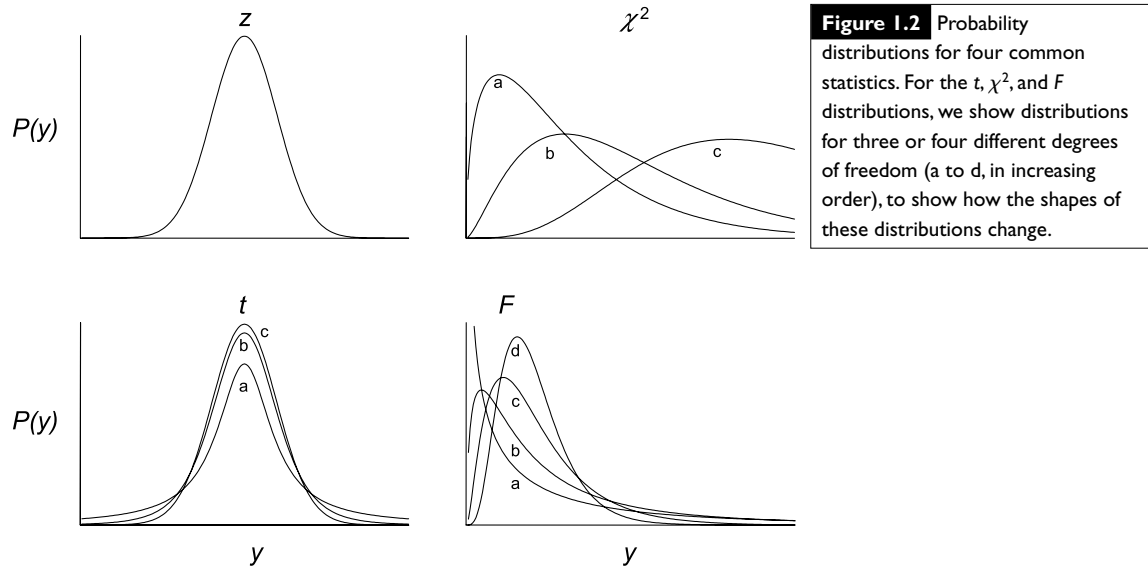 z
χ²
P(y)
a
b
c
Figure 1.2 Probability
distributions for four common
statistics. For the t, χ², and F
distributions, we show distributions
for three or four different degrees
of freedom (a to d, in increasing
order), to show how the shapes of
these distributions change.
t
F
P(y)
c
b
a
d
c
b
a
y
y